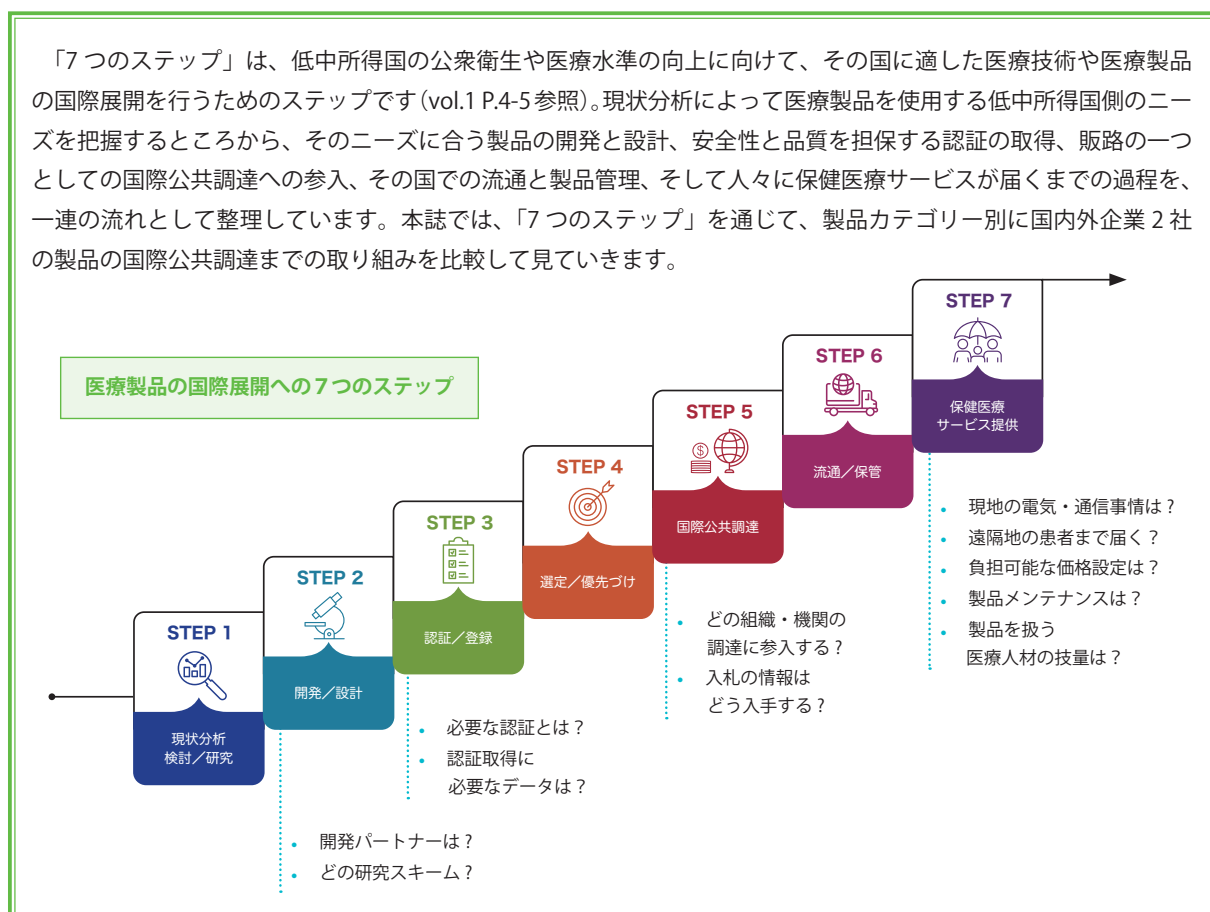 「7 つのステップ」は、低中所得国の公衆衛生や医療水準の向上に向けて、その国に適した医療技術や医療製品
の国際展開を行うためのステップです(vol.1 P.4-5 参照)。現状分析によって医療製品を使用する低中所得国側のニー
ズを把握するところから、そのニーズに合う製品の開発と設計、安全性と品質を担保する認証の取得、販路の一つ
としての国際公共調達への参入、その国での流通と製品管理、そして人々に保健医療サービスが届くまでの過程を、
一連の流れとして整理しています。本誌では、「7 つのステップ」を通じて、製品カテゴリー別に国内外企業 2 社
の製品の国際公共調達までの取り組みを比較して見ていきます。
医療製品の国際展開への7つのステップ
STEP 1
現状分析
検討／研究
STEP 2
開発／設計
・ 開発パートナーは？
・ どの研究スキーム？
STEP 3
認証／登録
・ 必要な認証とは？
・ 認証取得に
必要なデータは？
STEP 4
選定／優先づけ
STEP 5
$
国際公共調達
・ どの組織・機関の
調達に参入する？
・ 入札の情報は
どう入手する？
STEP 6
流通／保管
STEP 7
保健医療
サービス提供
・ 現地の電気・通信事情は？
・ 遠隔地の患者まで届く？
・ 負担可能な価格設定は？
・ 製品メンテナンスは？
・ 製品を扱う
医療人材の技量は？